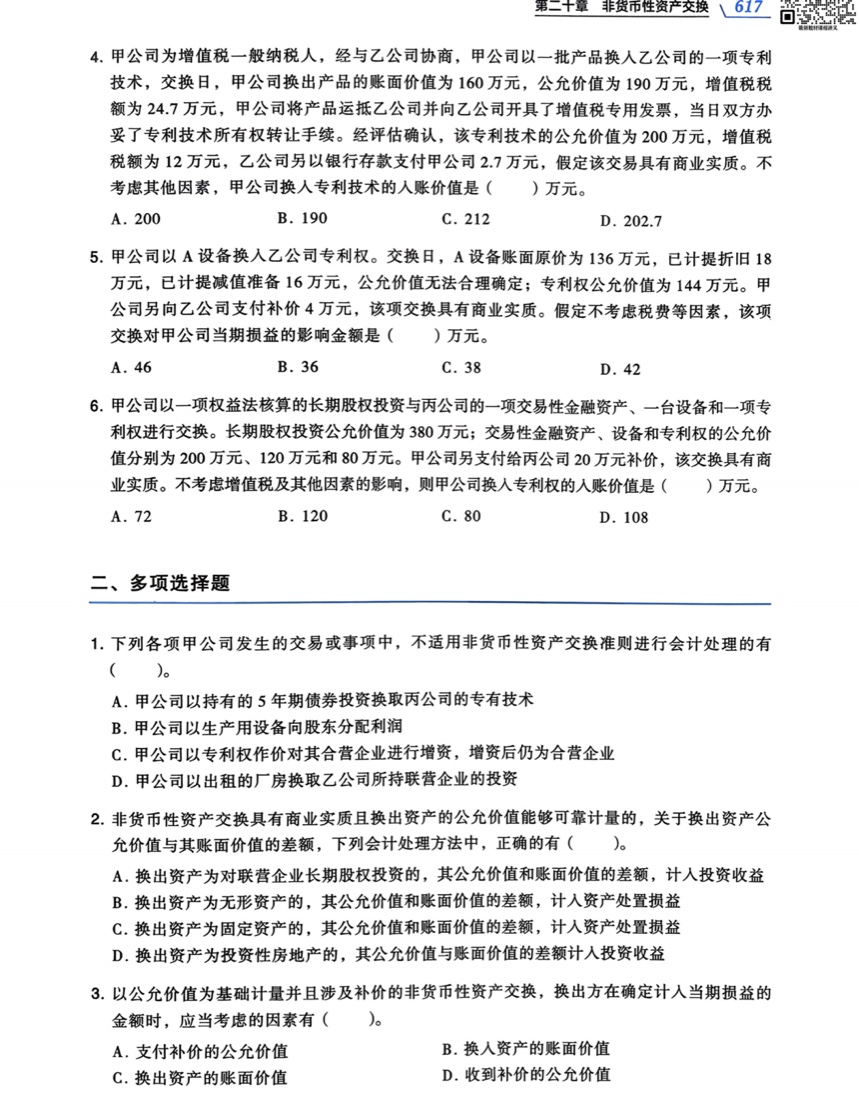 第二十章 非货币性资产交换 617
4. 甲公司为增值税一般纳税人，经与乙公司协商，甲公司以一批产品换入乙公司的一项专利
技术，交换日，甲公司换出产品的账面价值为 160 万元，公允价值为 190 万元，增值税税
额为 24.7 万元，甲公司将产品运抵乙公司并向乙公司开具了增值税专用发票，当日双方办
妥了专利技术所有权转让手续。经评估确认，该专利技术的公允价值为 200 万元，增值税
税额为 12 万元，乙公司另以银行存款支付甲公司 2.7 万元，假定该交易具有商业实质。不
考虑其他因素，甲公司换入专利技术的入账价值是（　　）万元。
A. 200 B. 190 C. 212 D. 202.7
5. 甲公司以 A 设备换入乙公司专利权。交换日，A 设备账面原价为 136 万元，已计提折旧 18
万元，已计提减值准备 16 万元，公允价值无法合理确定；专利权公允价值为 144 万元。甲
公司另向乙公司支付补价 4 万元，该项交换具有商业实质。假定不考虑税费等因素，该项
交换对甲公司当期损益的影响金额是（　　）万元。
A. 46 B. 36 C. 38 D. 42
6. 甲公司以一项权益法核算的长期股权投资与丙公司的一项交易性金融资产、一台设备和一项专
利权进行交换。长期股权投资公允价值为 380 万元；交易性金融资产、设备和专利权的公允价
值分别为 200 万元、120 万元和 80 万元。甲公司另支付给丙公司 20 万元补价，该交换具有商
业实质。不考虑增值税及其他因素的影响，则甲公司换入专利权的入账价值是（　　）万元。
A. 72 B. 120 C. 80 D. 108
二、多项选择题
1. 下列各项甲公司发生的交易或事项中，不适用非货币性资产交换准则进行会计处理的有
（　　）。
A. 甲公司以持有的 5 年期债券投资换取丙公司的专有技术
B. 甲公司以生产用设备向股东分配利润
C. 甲公司以专利权作价对其合营企业进行增资，增资后仍为合营企业
D. 甲公司以出租的厂房换取乙公司所持联营企业的投资
2. 非货币性资产交换具有商业实质且换出资产的公允价值能够可靠计量的，关于换出资产公
允价值与其账面价值的差额，下列会计处理方法中，正确的有（　　）。
A. 换出资产为对联营企业长期股权投资的，其公允价值和账面价值的差额，计入投资收益
B. 换出资产为无形资产的，其公允价值和账面价值的差额，计入资产处置损益
C. 换出资产为固定资产的，其公允价值和账面价值的差额，计入资产处置损益
D. 换出资产为投资性房地产的，其公允价值与账面价值的差额计入投资收益
3. 以公允价值为基础计量并且涉及补价的非货币性资产交换，换出方在确定计入当期损益的
金额时，应当考虑的因素有（　　）。
A. 支付补价的公允价值 B. 换入资产的账面价值
C. 换出资产的账面价值 D. 收到补价的公允价值